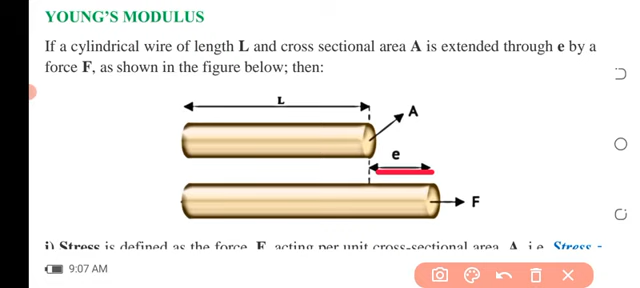 YOUNG'S MODULUS
If a cylindrical wire of length L and cross sectional area A is extended through e by a
force F, as shown in the figure below; then:
L
A
e
F
i) Stress is defined as the force, F, acting per unit cross-sectional area, A, i.e. Stress =
9:07 AM